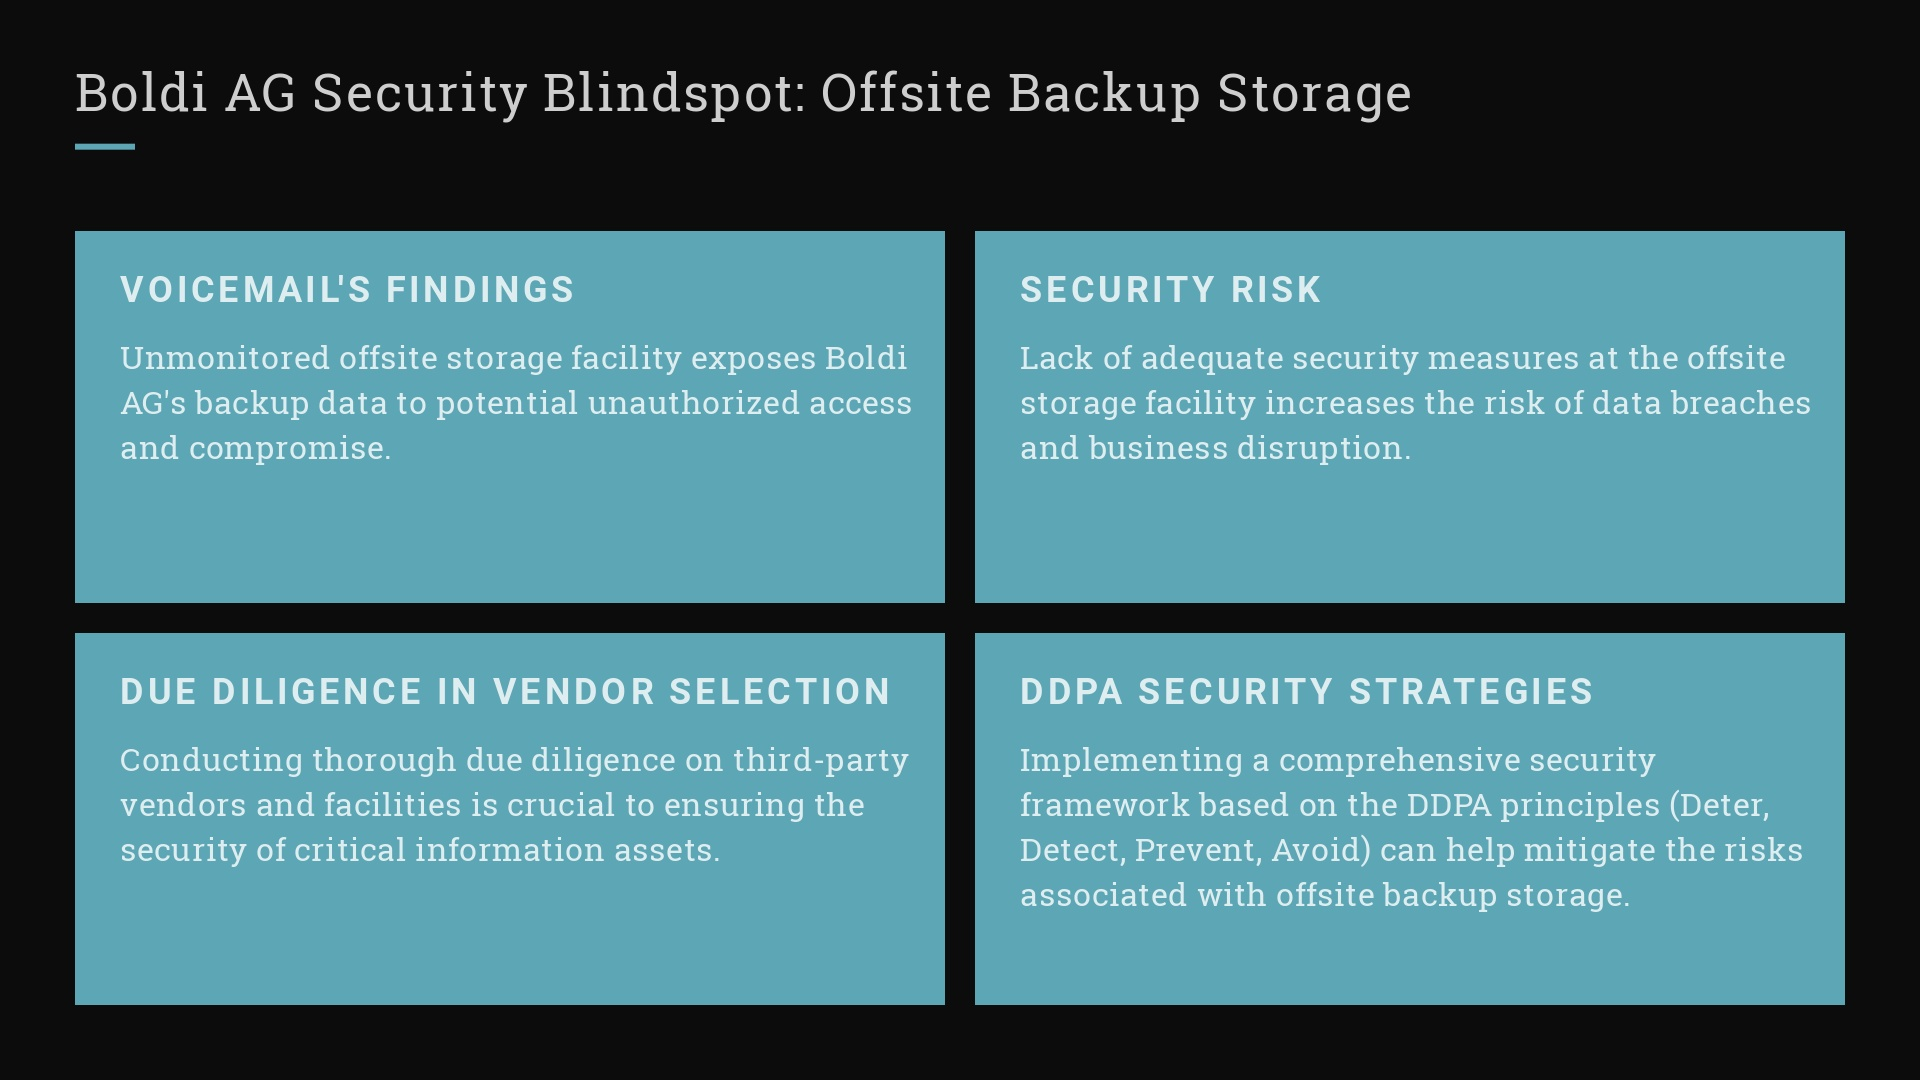 Boldi AG Security Blindspot: Offsite Backup Storage
VOICEMAIL'S FINDINGS
Unmonitored offsite storage facility exposes Boldi
AG's backup data to potential unauthorized access
and compromise.
SECURITY RISK
Lack of adequate security measures at the offsite
storage facility increases the risk of data breaches
and business disruption.
DUE DILIGENCE IN VENDOR SELECTION
Conducting thorough due diligence on third-party
vendors and facilities is crucial to ensuring the
security of critical information assets.
DDPA SECURITY STRATEGIES
Implementing a comprehensive security
framework based on the DDPA principles (Deter,
Detect, Prevent, Avoid) can help mitigate the risks
associated with offsite backup storage.